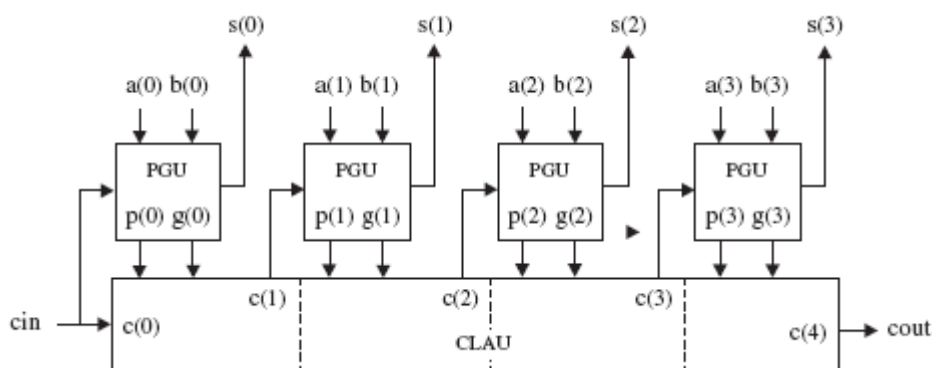 s(0) s(1) s(2) s(3)
a(0) b(0) a(1) b(1) a(2) b(2) a(3) b(3)
PGU PGU PGU PGU
p(0) g(0) p(1) g(1) p(2) g(2) p(3) g(3)
c(1) c(2) c(3)
cin c(0) c(4) cout
CLAU